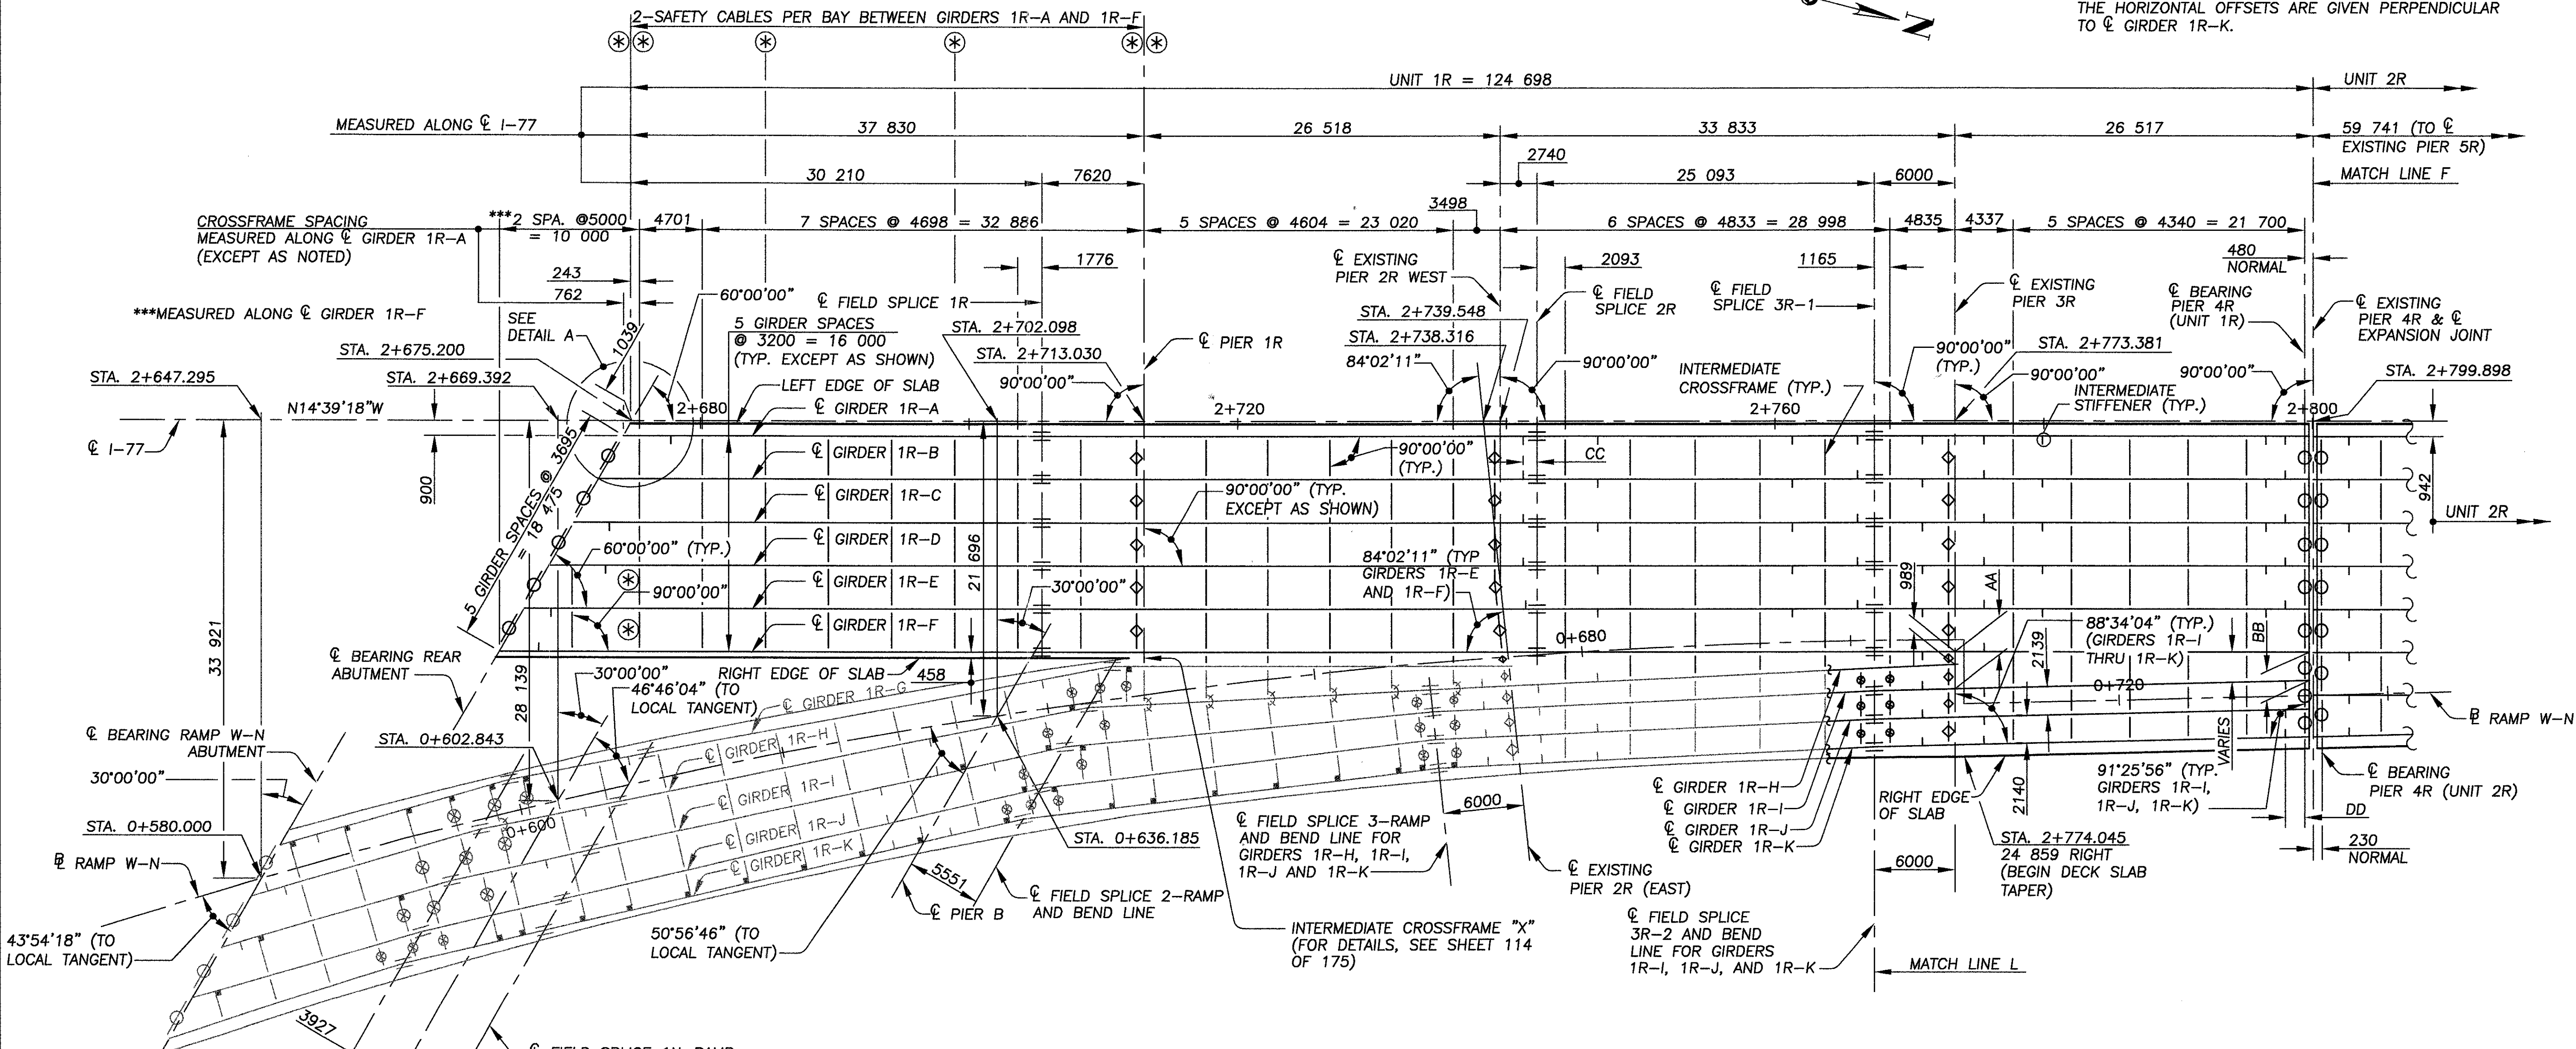 2-SAFETY CABLES PER BAY BETWEEN GIRDERS 1R-A AND 1R-F
N
THE HORIZONTAL OFFSETS ARE GIVEN PERPENDICULAR
TO ℄ GIRDER 1R-K.
UNIT 1R = 124 698
UNIT 2R
MEASURED ALONG ℄ I-77
37 830
26 518
33 833
26 517
59 741 (TO ℄
EXISTING PIER 5R)
2740
30 210
7620
25 093
6000
MATCH LINE F
CROSSFRAME SPACING
MEASURED ALONG ℄ GIRDER 1R-A
(EXCEPT AS NOTED)
***2 SPA. @5000
= 10 000
4701
7 SPACES @ 4698 = 32 886
5 SPACES @ 4604 = 23 020
3498
6 SPACES @ 4833 = 28 998
4835
4337
5 SPACES @ 4340 = 21 700
243
762
1776
℄ EXISTING
PIER 2R WEST
2093
1165
480
NORMAL
***MEASURED ALONG ℄ GIRDER 1R-F
60°00'00"
℄ FIELD SPLICE 1R
℄ FIELD
SPLICE 2R
℄ FIELD
SPLICE 3R-1
℄ EXISTING
PIER 3R
℄ BEARING
PIER 4R
(UNIT 1R)
℄ EXISTING
PIER 4R & ℄
EXPANSION JOINT
SEE
DETAIL A
1039
5 GIRDER SPACES
@ 3200 = 16 000
(TYP. EXCEPT AS SHOWN)
STA. 2+702.098
STA. 2+739.548
STA. 2+738.316
STA. 2+675.200
STA. 2+713.030
℄ PIER 1R
84°02'11"
90°00'00"
90°00'00"
(TYP.)
STA. 2+773.381
STA. 2+647.295
STA. 2+669.392
LEFT EDGE OF SLAB
90°00'00"
INTERMEDIATE
CROSSFRAME (TYP.)
90°00'00"
INTERMEDIATE
STIFFENER (TYP.)
90°00'00"
STA. 2+799.898
N14°39'18"W
2+680
℄ GIRDER 1R-A
2+720
2+760
2+800
℄ I-77
900
℄ GIRDER 1R-B
90°00'00"
(TYP.)
CC
942
5 GIRDER SPACES @ 3695
= 18 475
℄ GIRDER 1R-C
90°00'00" (TYP.
EXCEPT AS SHOWN)
UNIT 2R
60°00'00" (TYP.)
℄ GIRDER 1R-D
21 696
84°02'11" (TYP
GIRDERS 1R-E
AND 1R-F)
989
AA
90°00'00"
℄ GIRDER 1R-E
30°00'00"
33 921
℄ GIRDER 1R-F
0+680
88°34'04" (TYP.)
(GIRDERS 1R-I
THRU 1R-K)
2139
BB
℄ BEARING REAR
ABUTMENT
28 139
30°00'00"
RIGHT EDGE OF SLAB
458
46°46'04" (TO
LOCAL TANGENT)
℄ GIRDER 1R-G
0+720
℄ BEARING RAMP W-N
ABUTMENT
STA. 0+602.843
℄ GIRDER 1R-H
VARIES
B RAMP W-N
30°00'00"
℄ GIRDER 1R-I
℄ GIRDER 1R-H
℄ GIRDER 1R-I
℄ GIRDER 1R-J
℄ GIRDER 1R-K
RIGHT EDGE
OF SLAB
2140
91°25'56" (TYP.
GIRDERS 1R-I,
1R-J, 1R-K)
℄ BEARING
PIER 4R (UNIT 2R)
STA. 0+580.000
0+600
℄ GIRDER 1R-J
℄ GIRDER 1R-K
STA. 0+636.185
℄ FIELD SPLICE 3-RAMP
AND BEND LINE FOR
GIRDERS 1R-H, 1R-I,
1R-J AND 1R-K
6000
DD
STA. 2+774.045
24 859 RIGHT
(BEGIN DECK SLAB
TAPER)
230
NORMAL
B RAMP W-N
5551
℄ PIER B
℄ FIELD SPLICE 2-RAMP
AND BEND LINE
℄ EXISTING
PIER 2R (EAST)
6000
43°54'18" (TO
LOCAL TANGENT)
50°56'46" (TO
LOCAL TANGENT)
INTERMEDIATE CROSSFRAME "X"
(FOR DETAILS, SEE SHEET 114
OF 175)
℄ FIELD SPLICE
3R-2 AND BEND
LINE FOR GIRDERS
1R-I, 1R-J, AND 1R-K
MATCH LINE L
3927